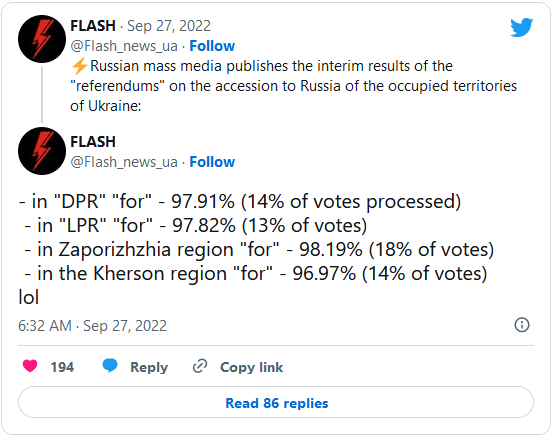 FLASH · Sep 27, 2022
@Flash_news_ua · Follow
⚡Russian mass media publishes the interim results of the
"referendums" on the accession to Russia of the occupied territories
of Ukraine:
FLASH
@Flash_news_ua · Follow
- in "DPR" "for" - 97.91% (14% of votes processed)
- in "LPR" "for" - 97.82% (13% of votes)
- in Zaporizhzhia region "for" - 98.19% (18% of votes)
- in the Kherson region "for" - 96.97% (14% of votes)
lol
6:32 AM · Sep 27, 2022
194 Reply Copy link
Read 86 replies